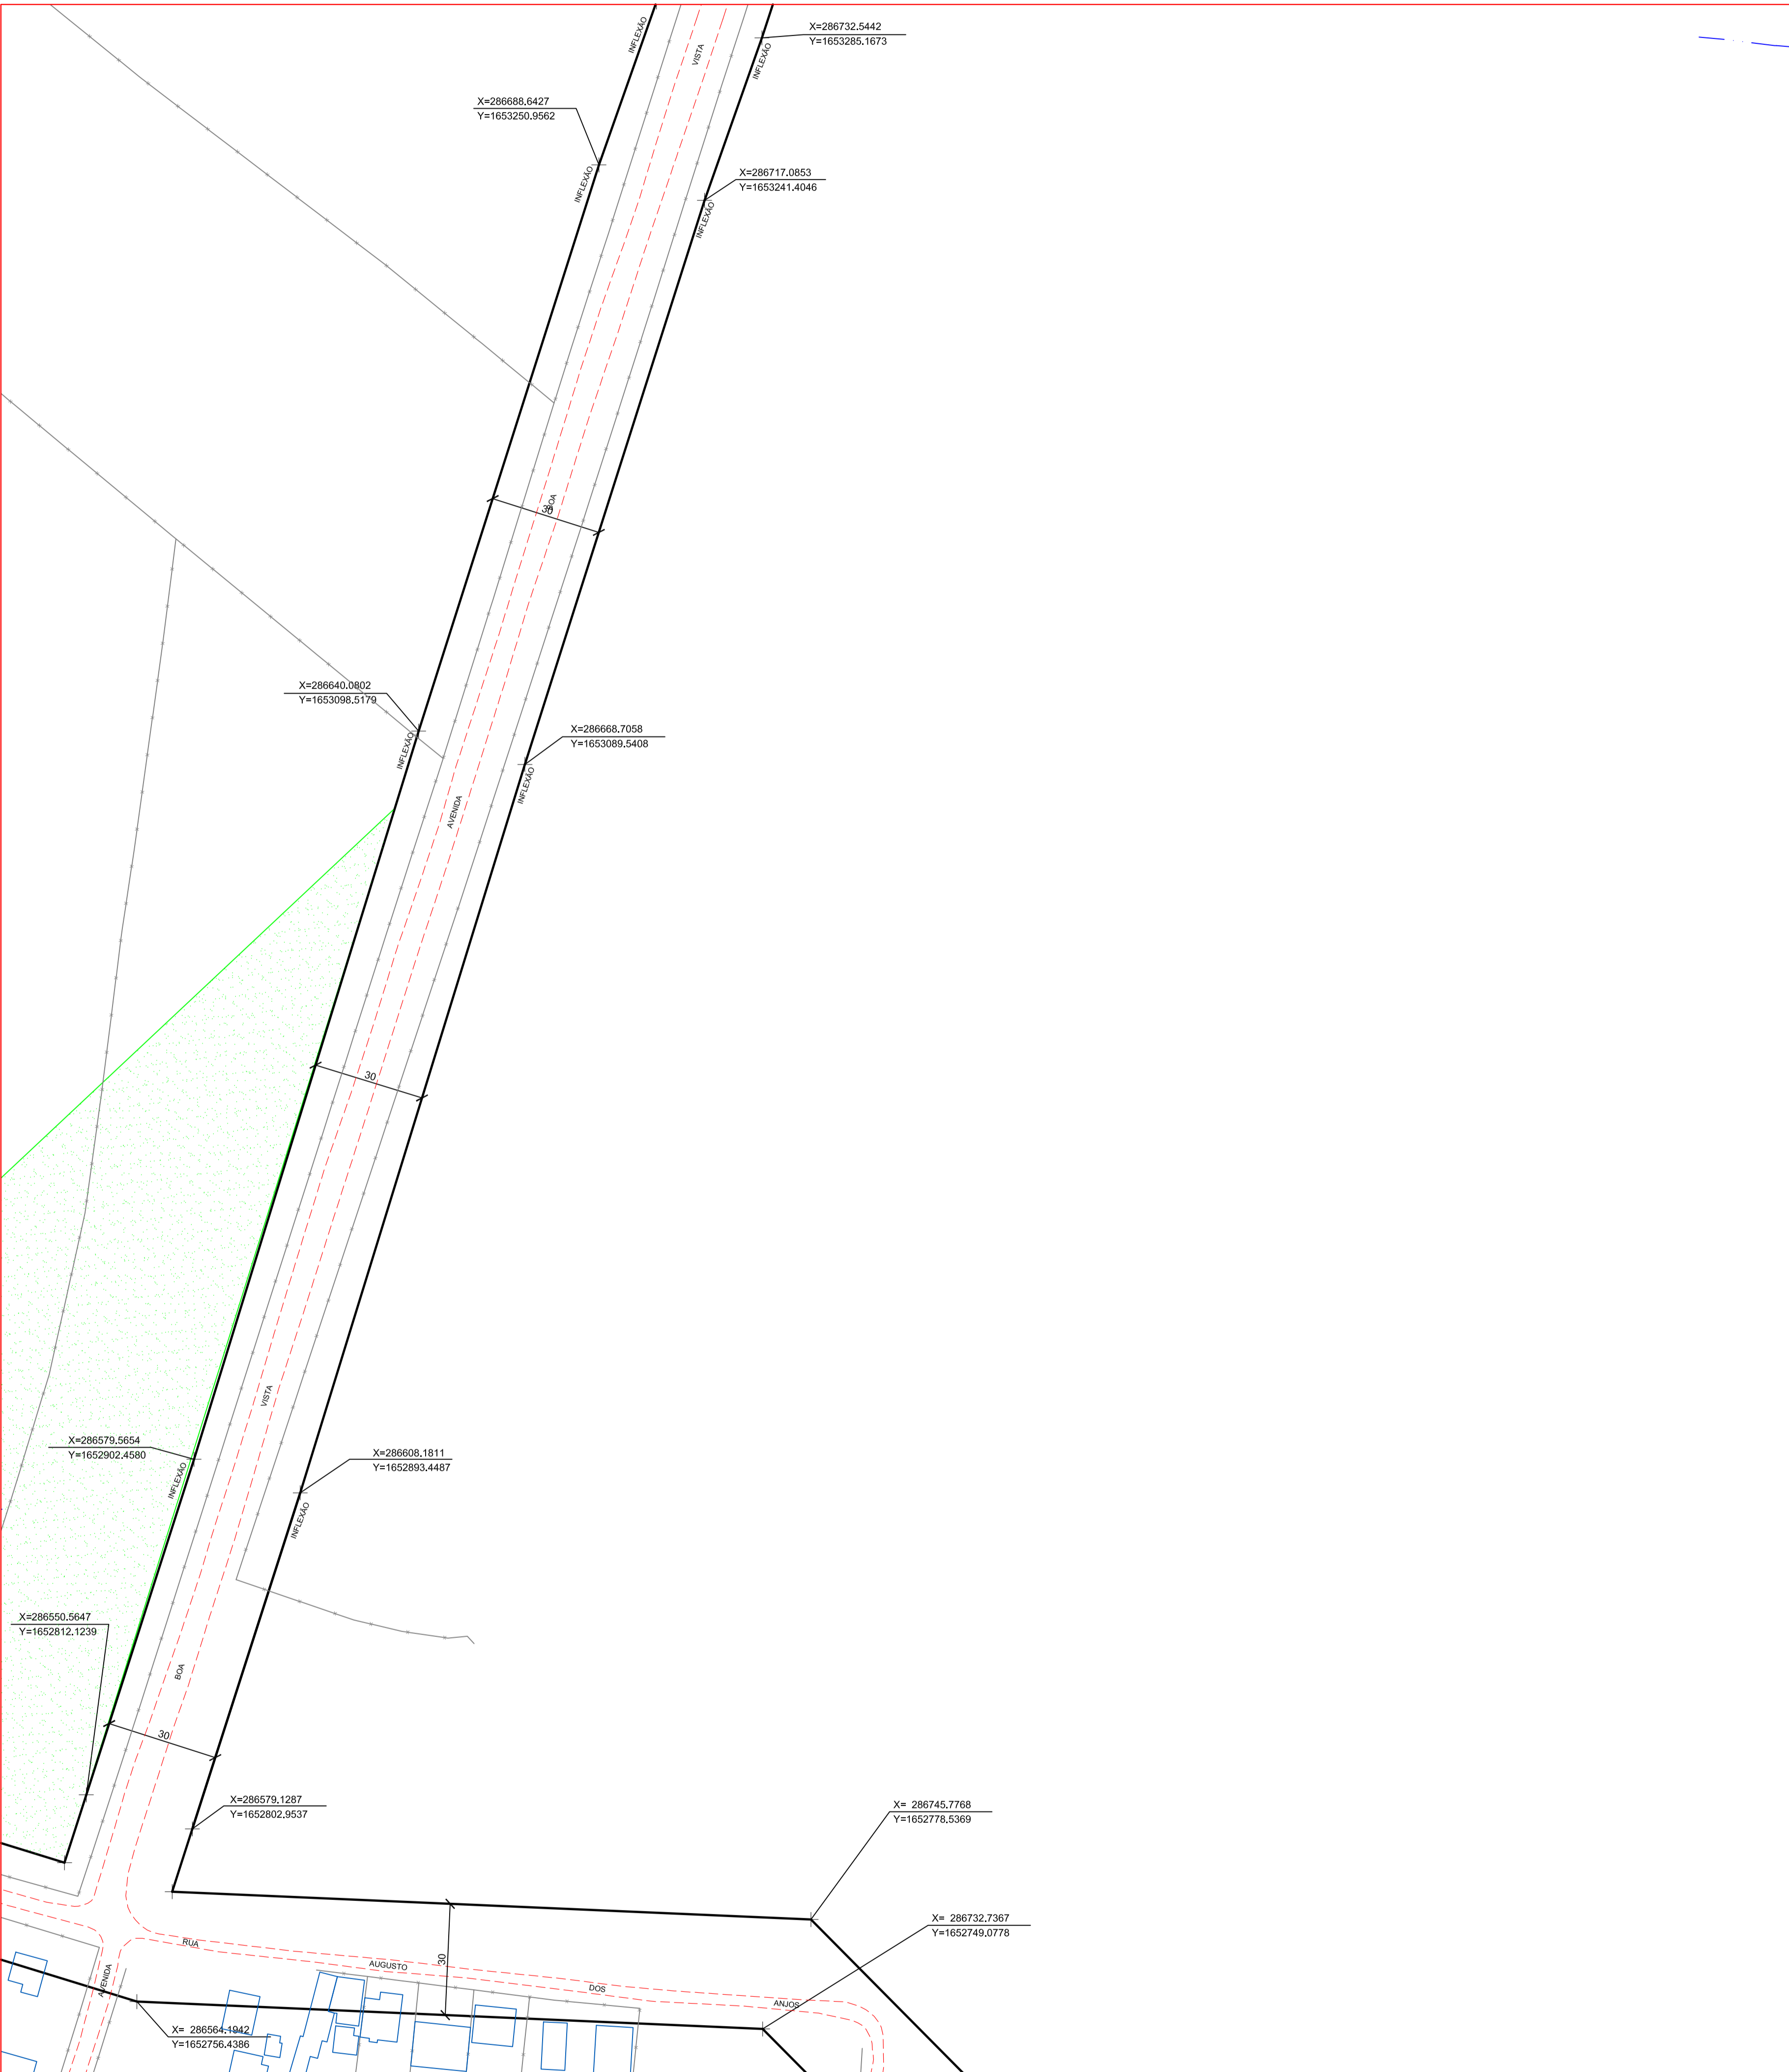 INFLEXÃO
VISTA
INFLEXÃO
X=286732.5442
Y=1653285.1673
X=286688.6427
Y=1653250.9562
INFLEXÃO
X=286717.0853
Y=1653241.4046
INFLEXÃO
BOA
30
X=286640.0802
Y=1653098.5179
INFLEXÃO
X=286668.7058
Y=1653089.5408
INFLEXÃO
AVENIDA
30
VISTA
X=286579.5654
Y=1652902.4580
INFLEXÃO
X=286608.1811
Y=1652893.4487
INFLEXÃO
X=286550.5647
Y=1652812.1239
BOA
30
X=286579.1287
Y=1652802.9537
X= 286745.7768
Y=1652778.5369
X= 286732.7367
Y=1652749.0778
RUA
30
AUGUSTO
DOS
ANJOS
AVENIDA
X= 286564.1942
Y=1652756.4386